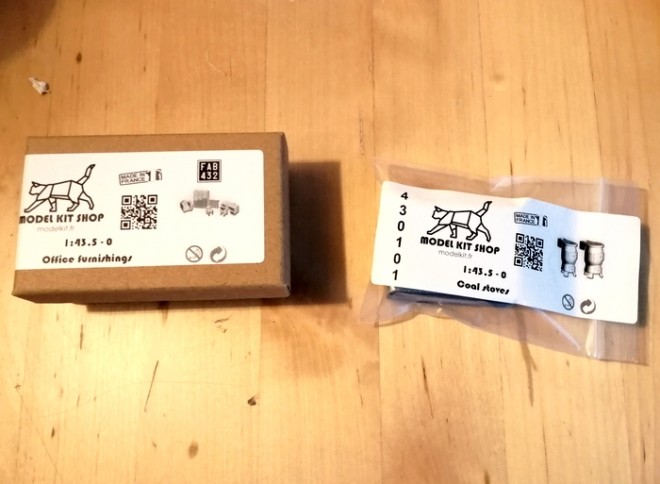 MADE IN
FRANCE
FAB
432
MODEL KIT SHOP
modelkit.fr
1:43.5 - 0
Office furnishings
4
3
0
1
0
1
MADE IN
FRANCE
MODEL KIT SHOP
modelkit.fr
1:43.5 - 0
Coal stoves